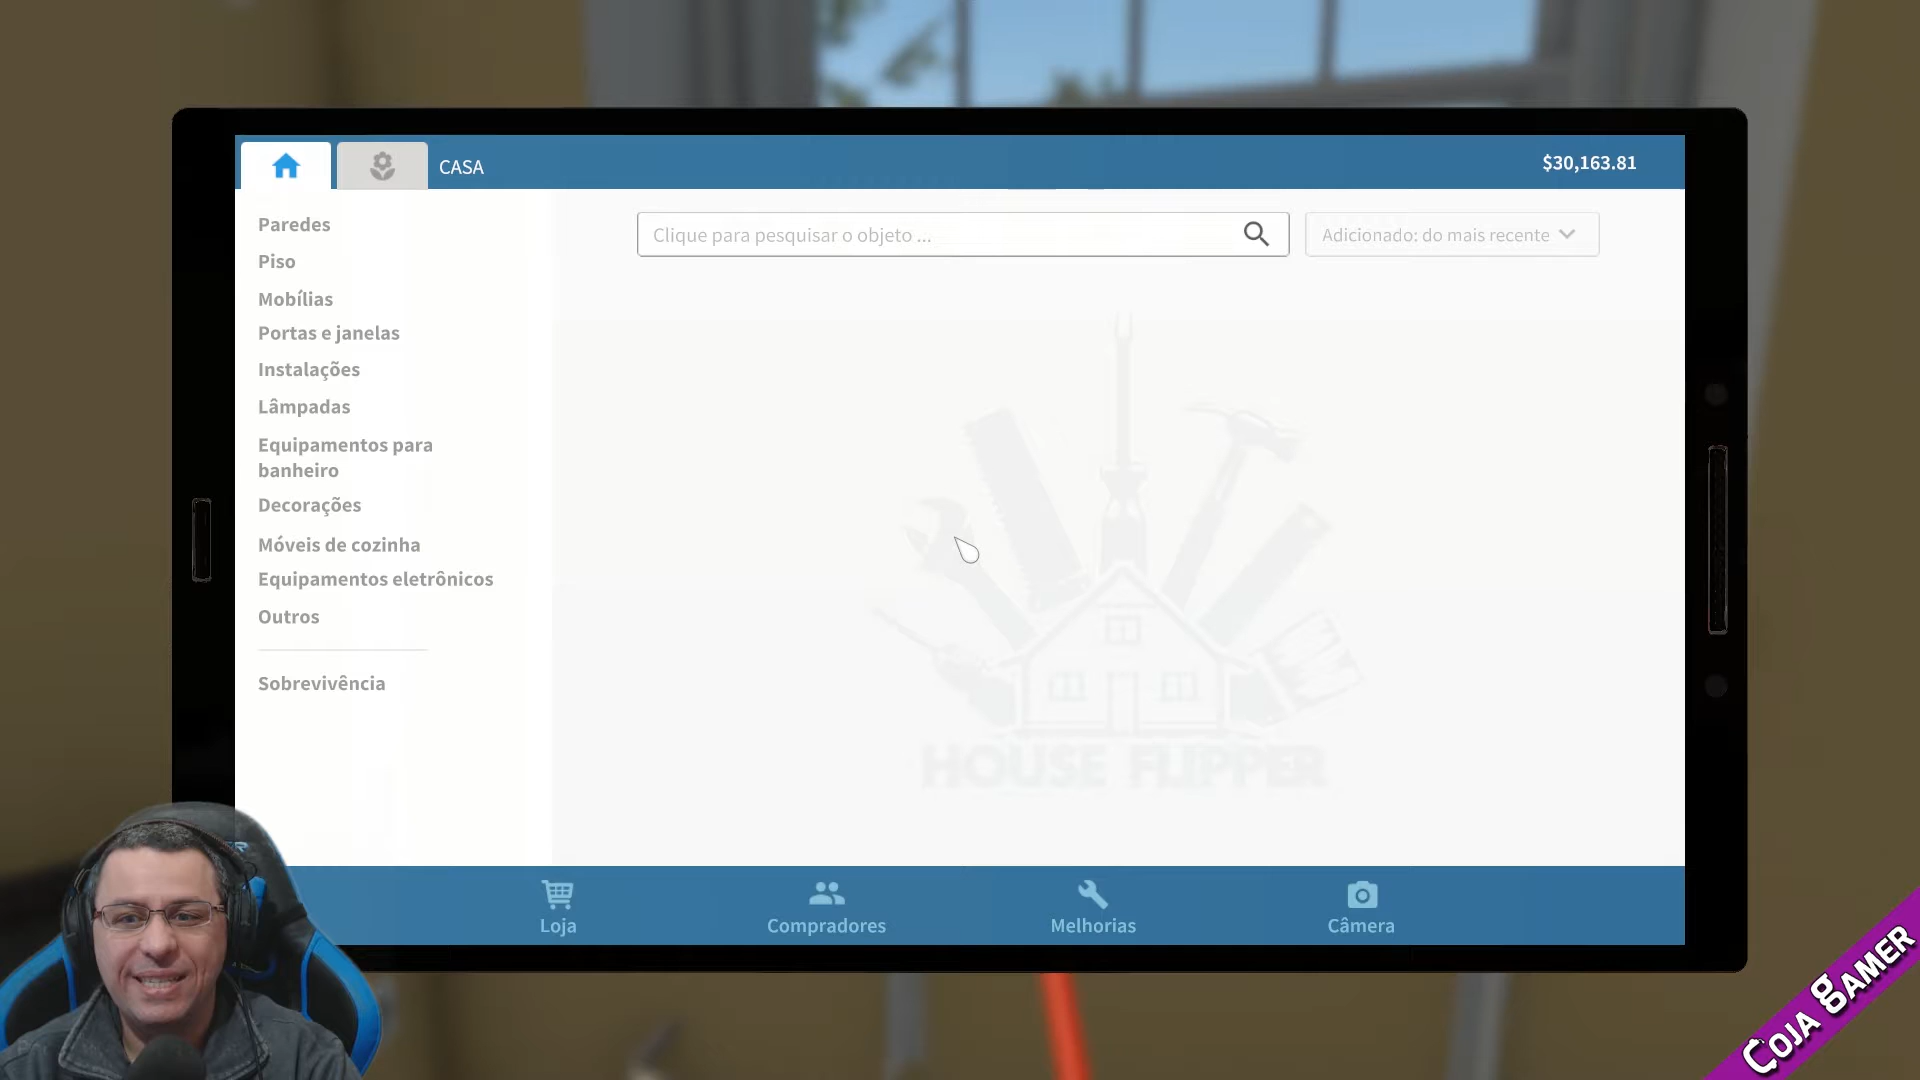 CASA
$30,163.81
Clique para pesquisar o objeto ...
Adicionado: do mais recente
Paredes
Piso
Mobílias
Portas e janelas
Instalações
Lâmpadas
Equipamentos para
banheiro
Decorações
Móveis de cozinha
Equipamentos eletrônicos
Outros
Sobrevivência
HOUSE FLIPPER
Loja
Compradores
Melhorias
Câmera
COJA gAMER